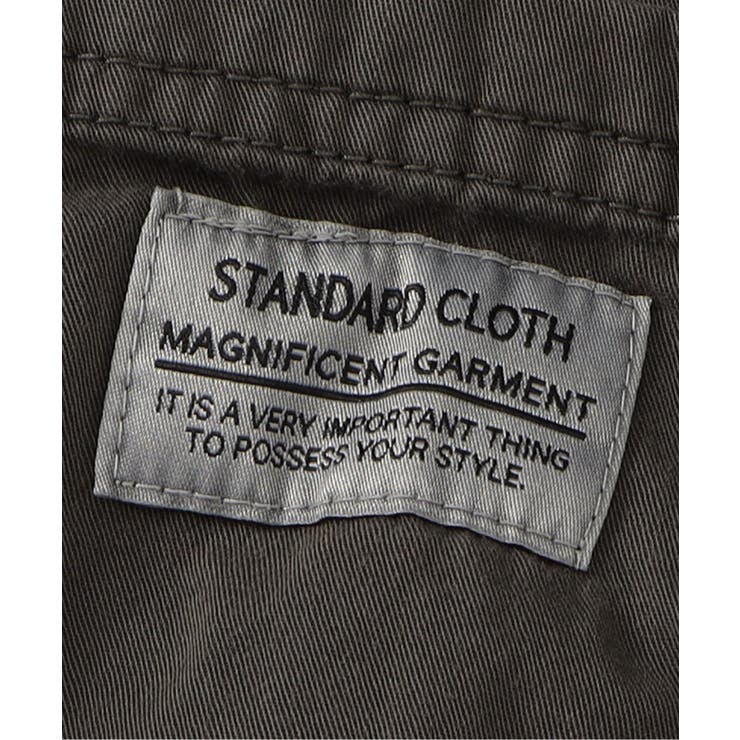 STANDARD CLOTH
MAGNIFICENT GARMENT
IT IS A VERY IMPORTANT THING
TO POSSESS YOUR STYLE.